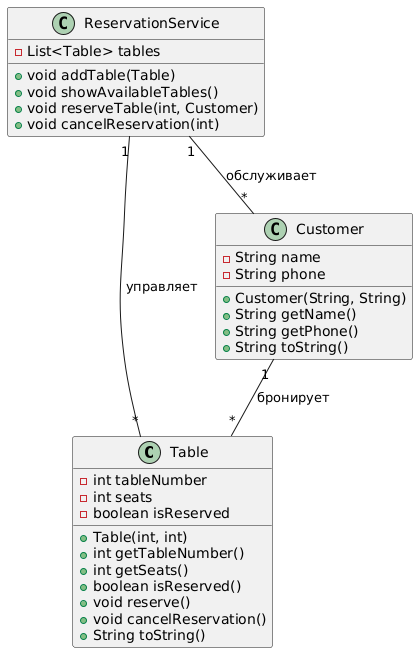 C ReservationService
List<Table> tables
void addTable(Table)
void showAvailableTables()
void reserveTable(int, Customer)
void cancelReservation(int)
1
1
обслуживает
*
C Customer
String name
String phone
Customer(String, String)
String getName()
String getPhone()
String toString()
управляет
1
бронирует
*
*
C Table
int tableNumber
int seats
boolean isReserved
Table(int, int)
int getTableNumber()
int getSeats()
boolean isReserved()
void reserve()
void cancelReservation()
String toString()